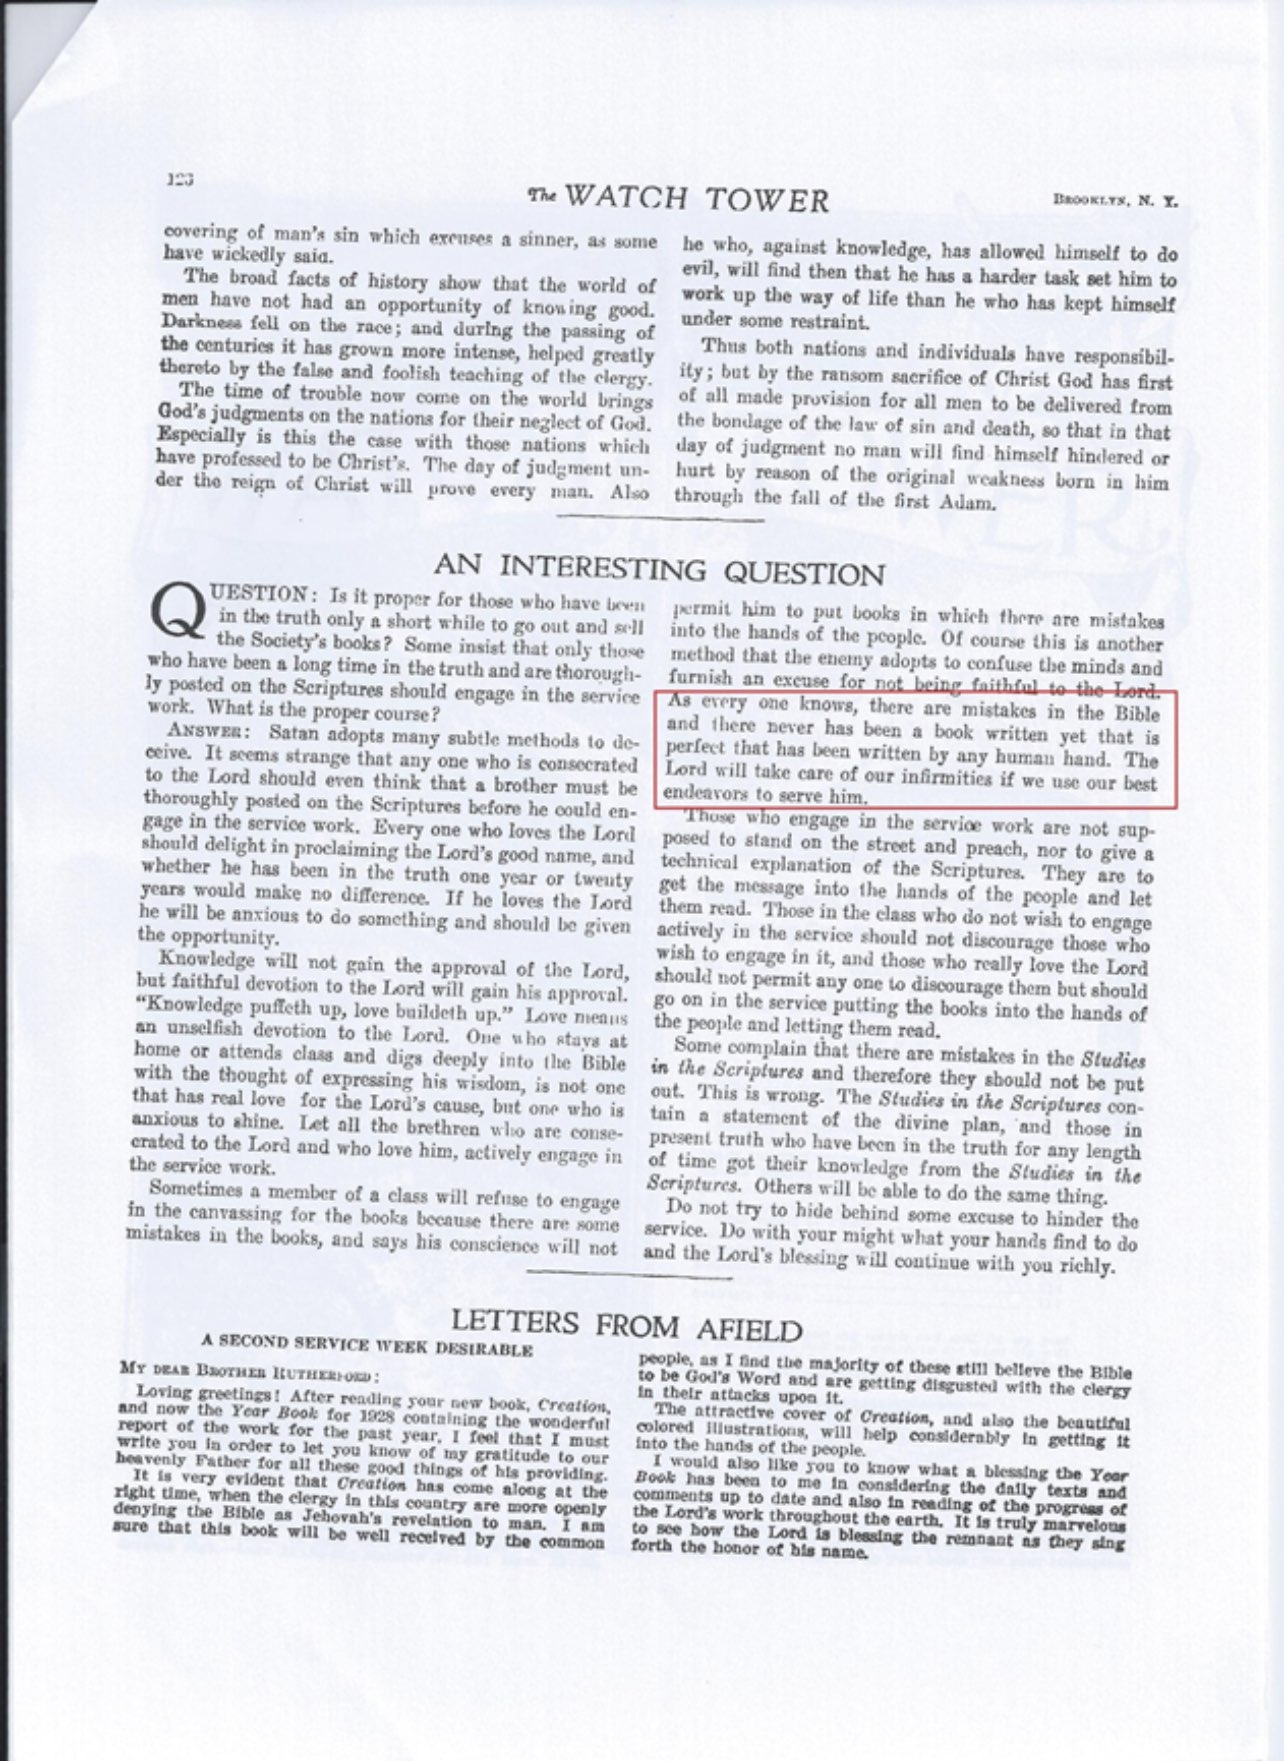 123
The WATCH TOWER
BROOKLYN, N. Y.
covering of man's sin which excuses a sinner, as some
have wickedly said.
The broad facts of history show that the world of
men have not had an opportunity of knowing good.
Darkness fell on the race; and during the passing of
the centuries it has grown more intense, helped greatly
thereto by the false and foolish teaching of the clergy.
The time of trouble now come on the world brings
God's judgments on the nations for their neglect of God.
Especially is this the case with those nations which
have professed to be Christ's. The day of judgment un-
der the reign of Christ will prove every man. Also
he who, against knowledge, has allowed himself to do
evil, will find then that he has a harder task set him to
work up the way of life than he who has kept himself
under some restraint.
Thus both nations and individuals have responsibil-
ity; but by the ransom sacrifice of Christ God has first
of all made provision for all men to be delivered from
the bondage of the law of sin and death, so that in that
day of judgment no man will find himself hindered or
hurt by reason of the original weakness born in him
through the fall of the first Adam.
AN INTERESTING QUESTION
QUESTION: Is it proper for those who have been
in the truth only a short while to go out and sell
the Society's books? Some insist that only those
who have been a long time in the truth and are thorough-
ly posted on the Scriptures should engage in the service
work. What is the proper course?
ANSWER: Satan adopts many subtle methods to de-
ceive. It seems strange that any one who is consecrated
to the Lord should even think that a brother must be
thoroughly posted on the Scriptures before he could en-
gage in the service work. Every one who loves the Lord
should delight in proclaiming the Lord's good name, and
whether he has been in the truth one year or twenty
years would make no difference. If he loves the Lord
he will be anxious to do something and should be given
the opportunity.
Knowledge will not gain the approval of the Lord,
but faithful devotion to the Lord will gain his approval.
"Knowledge puffeth up, love buildeth up." Love means
an unselfish devotion to the Lord. One who stays at
home or attends class and digs deeply into the Bible
with the thought of expressing his wisdom, is not one
that has real love for the Lord's cause, but one who is
anxious to shine. Let all the brethren who are conse-
crated to the Lord and who love him, actively engage in
the service work.
Sometimes a member of a class will refuse to engage
in the canvassing for the books because there are some
mistakes in the books, and says his conscience will not
permit him to put books in which there are mistakes
into the hands of the people. Of course this is another
method that the enemy adopts to confuse the minds and
furnish an excuse for not being faithful to the Lord.
As every one knows, there are mistakes in the Bible
and there never has been a book written yet that is
perfect that has been written by any human hand. The
Lord will take care of our infirmities if we use our best
endeavors to serve him.
Those who engage in the service work are not sup-
posed to stand on the street and preach, nor to give a
technical explanation of the Scriptures. They are to
get the message into the hands of the people and let
them read. Those in the class who do not wish to engage
actively in the service should not discourage those who
wish to engage in it, and those who really love the Lord
should not permit any one to discourage them but should
go on in the service putting the books into the hands of
the people and letting them read.
Some complain that there are mistakes in the Studies
in the Scriptures and therefore they should not be put
out. This is wrong. The Studies in the Scriptures con-
tain a statement of the divine plan, and those in
present truth who have been in the truth for any length
of time got their knowledge from the Studies in the
Scriptures. Others will be able to do the same thing.
Do not try to hide behind some excuse to hinder the
service. Do with your might what your hands find to do
and the Lord's blessing will continue with you richly.
LETTERS FROM AFIELD
A SECOND SERVICE WEEK DESIRABLE
MY DEAR BROTHER RUTHERFORD:
Loving greetings! After reading your new book, Creation,
and now the Year Book for 1928 containing the wonderful
report of the work for the past year, I feel that I must
write you in order to let you know of my gratitude to our
heavenly Father for all these good things of his providing.
It is very evident that Creation has come along at the
right time, when the clergy in this country are more openly
denying the Bible as Jehovah's revelation to man. I am
sure that this book will be well received by the common
people, as I find the majority of these still believe the Bible
to be God's Word and are getting disgusted with the clergy
in their attacks upon it.
The attractive cover of Creation, and also the beautiful
colored illustrations, will help considerably in getting it
into the hands of the people.
I would also like you to know what a blessing the Year
Book has been to me in considering the daily texts and
comments up to date and also in reading of the progress of
the Lord's work throughout the earth. It is truly marvelous
to see how the Lord is blessing the remnant as they sing
forth the honor of his name.